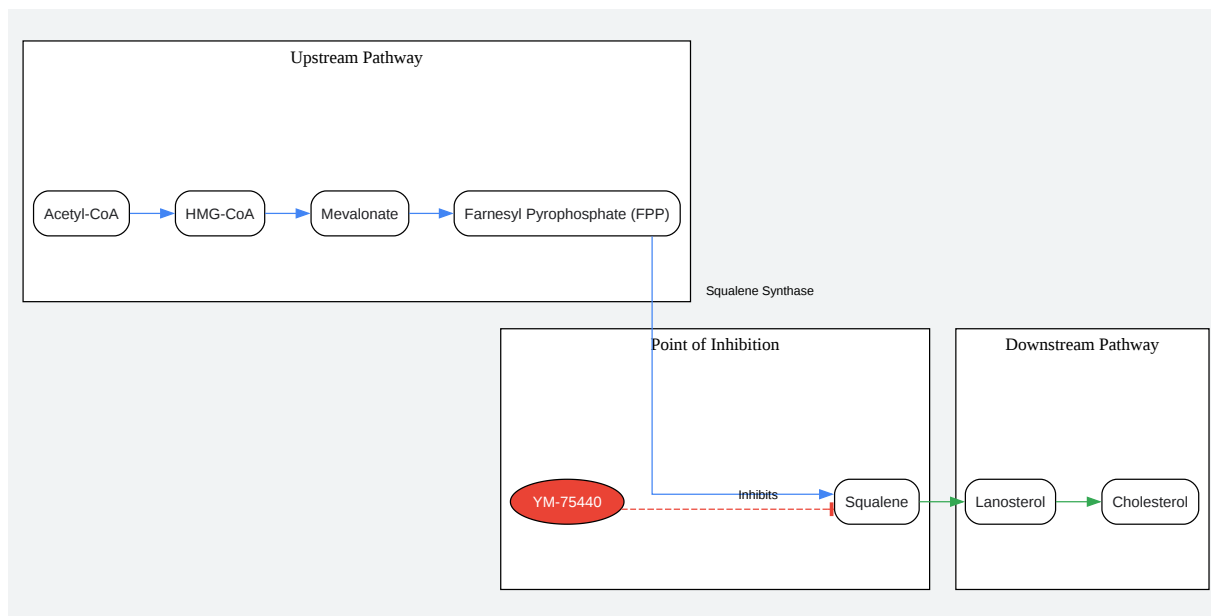 Upstream Pathway
Acetyl-CoA
HMG-CoA
Mevalonate
Farnesyl Pyrophosphate (FPP)
Squalene Synthase
Point of Inhibition
YM-75440
Inhibits
Squalene
Downstream Pathway
Lanosterol
Cholesterol